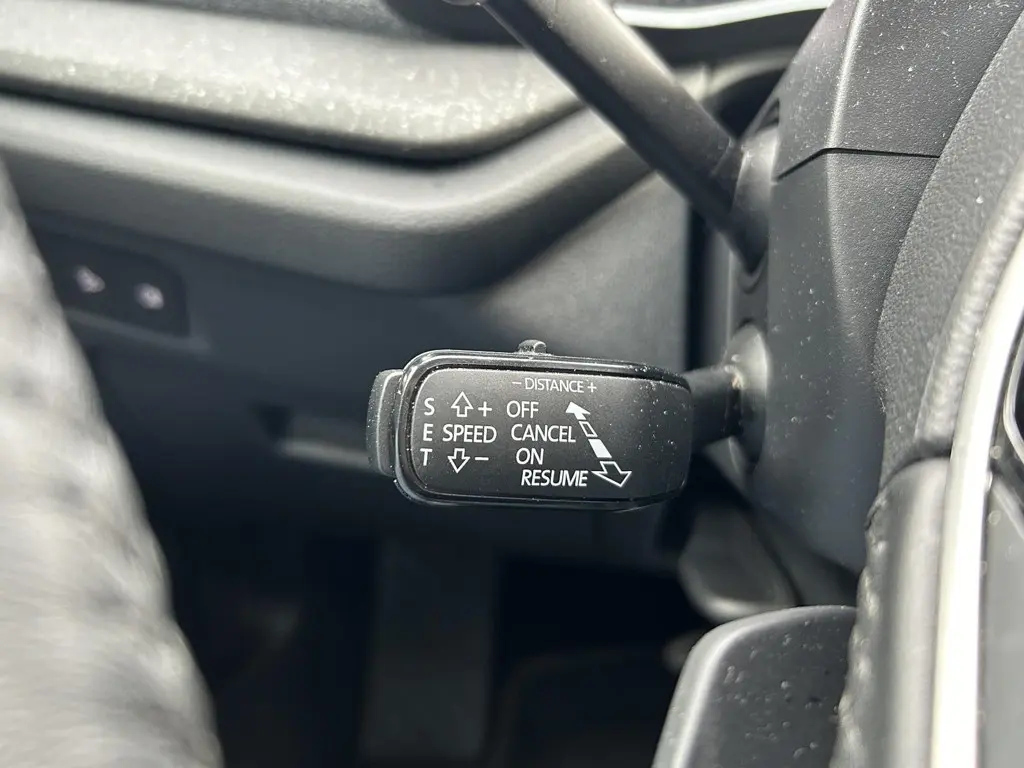 – DISTANCE +
S + OFF
E SPEED CANCEL
T – ON
RESUME